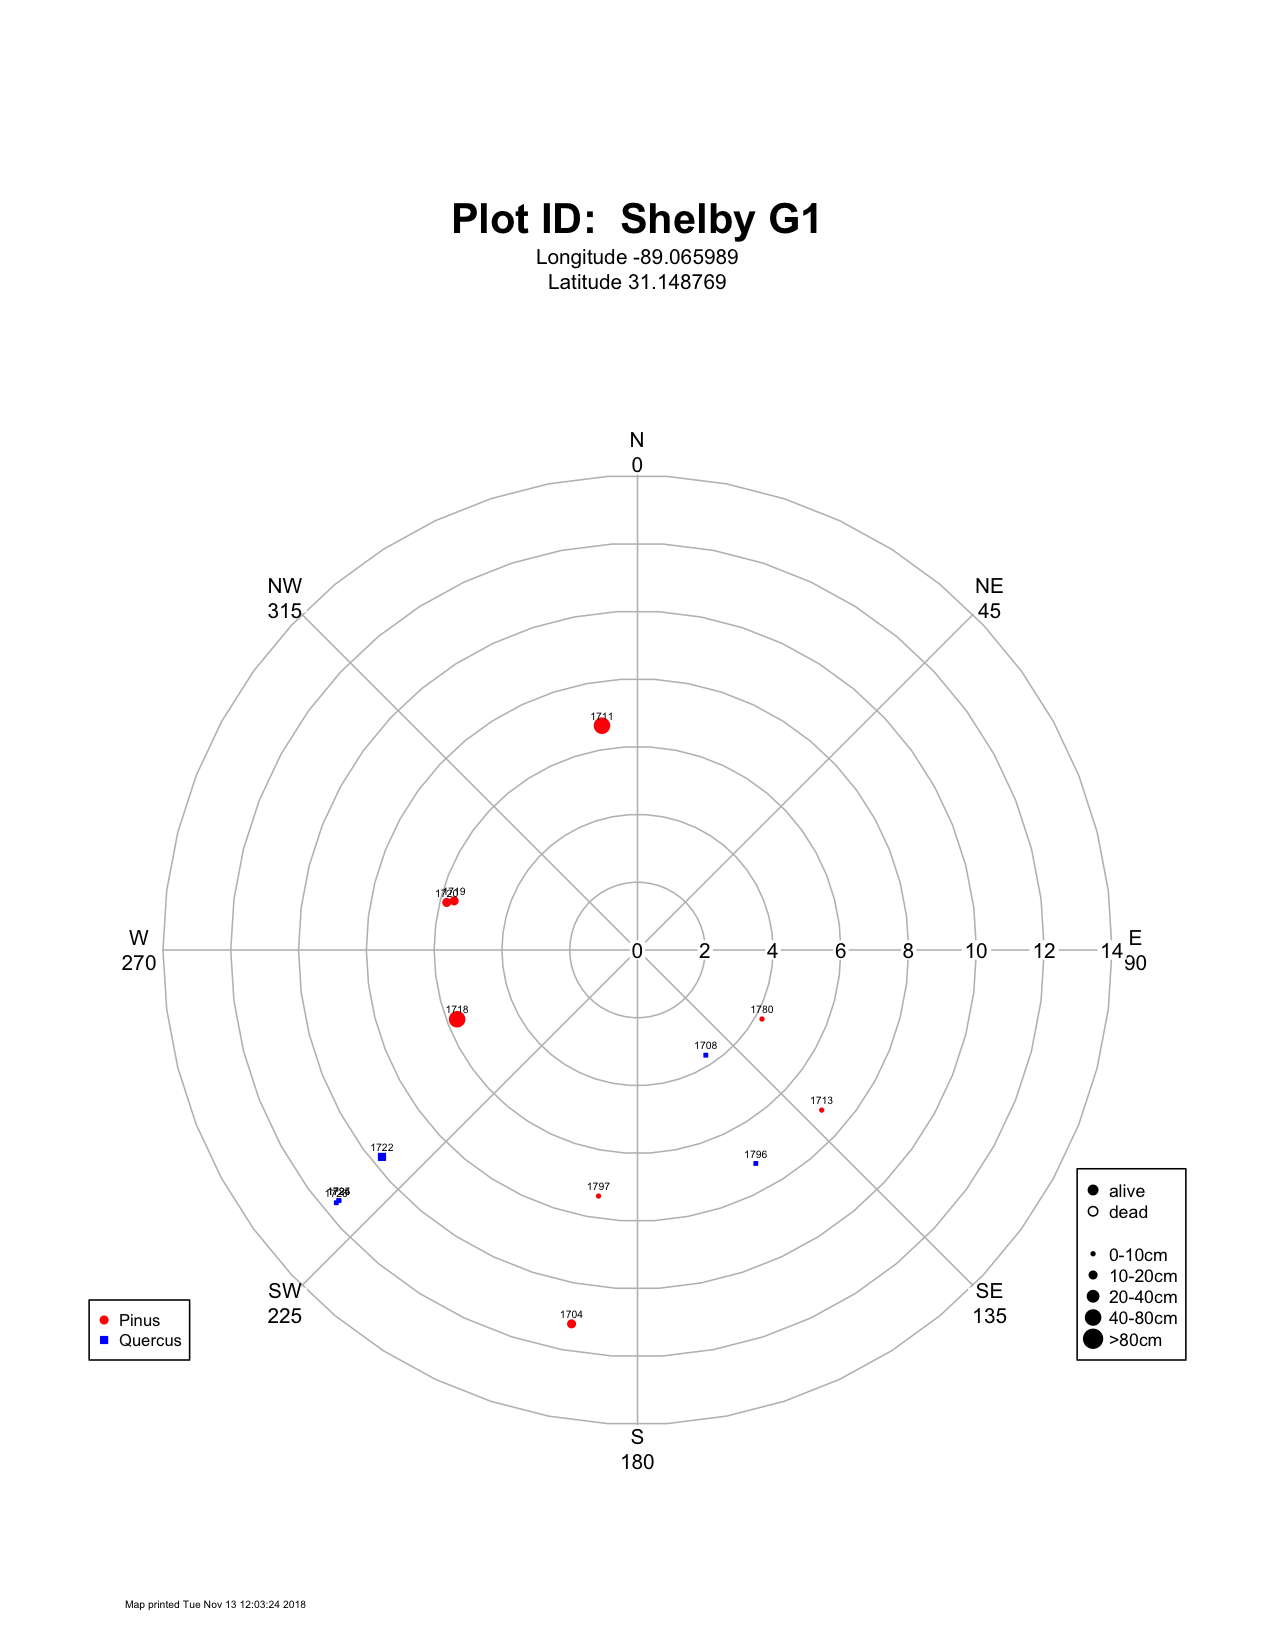 Plot ID:  Shelby G1
Longitude -89.065989
Latitude 31.148769
N
0
NW
315
NE
45
1711
1719
W
270
0 2 4 6 8 10 12 14
E
90
1718
1780
1708
1713
1722
1796
1797
SW
225
SE
135
1704
S
180
Pinus
Quercus
alive
dead
0-10cm
10-20cm
20-40cm
40-80cm
>80cm
Map printed Tue Nov 13 12:03:24 2018